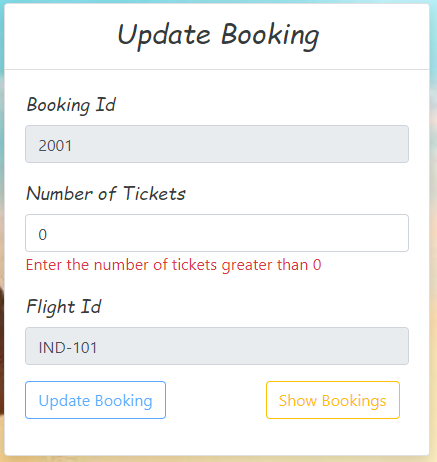 Update Booking
Booking Id
2001
Number of Tickets
0
Enter the number of tickets greater than 0
Flight Id
IND-101
Update Booking
Show Bookings